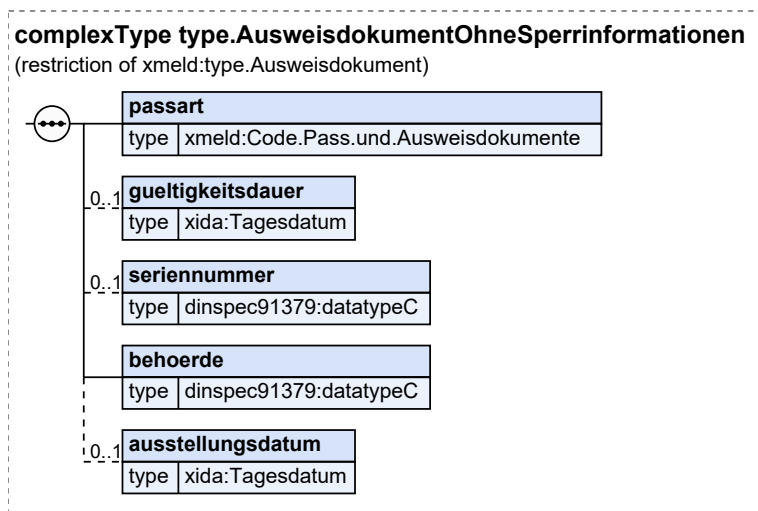 complexType type.AusweisdokumentOhneSperrinformationen
(restriction of xmeld:type.Ausweisdokument)
passart
type xmeld:Code.Pass.und.Ausweisdokumente
0..1 gueltigkeitsdauer
type xida:Tagesdatum
0..1 seriennummer
type dinspec91379:datatypeC
behoerde
type dinspec91379:datatypeC
0..1 ausstellungsdatum
type xida:Tagesdatum